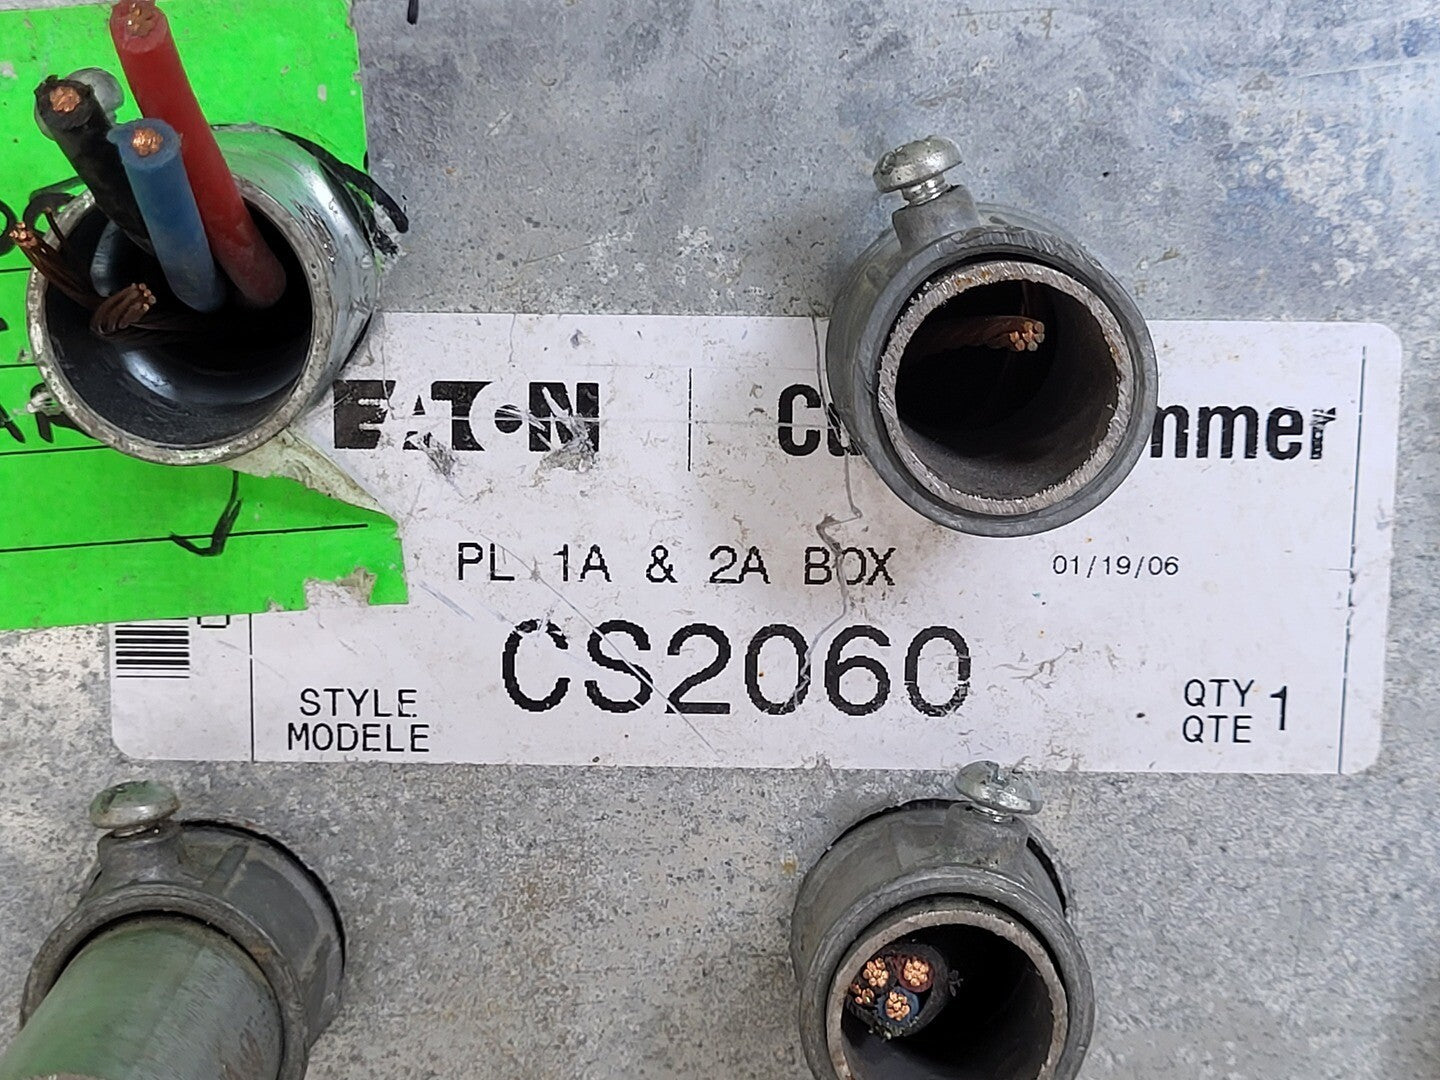 EATON
PL 1A & 2A BOX 01/19/06
CS2060
STYLE
MODELE
QTY
QTE 1